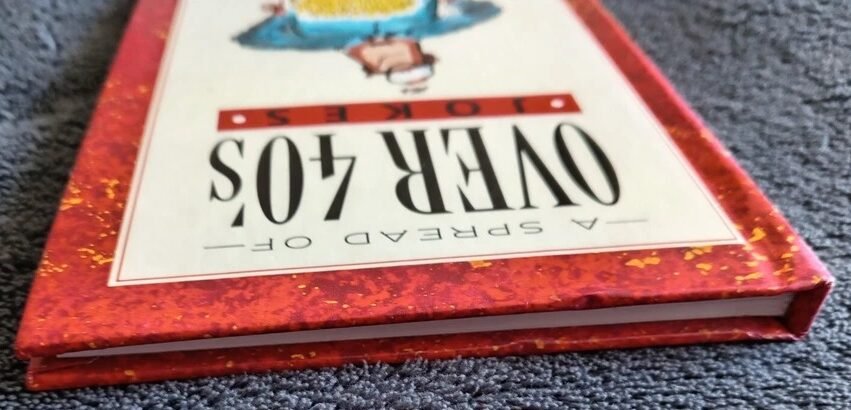 A SPREAD OF
OVER 40'S
JOKES